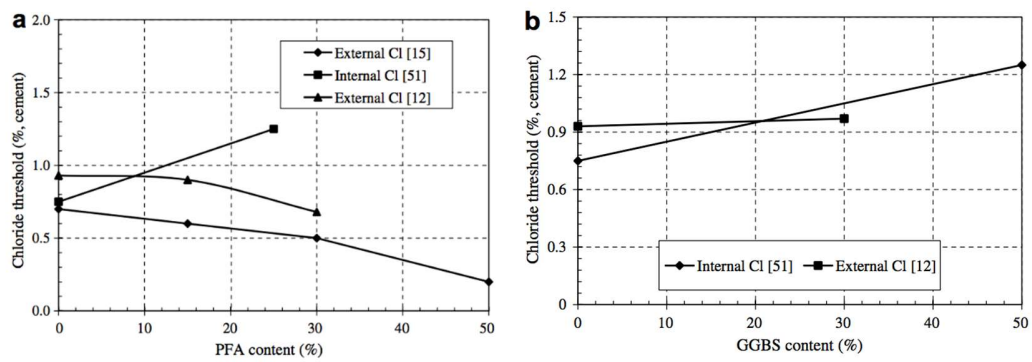 a
2.0
1.5
1.0
0.5
0.0
Chloride threshold (%, cement)
External Cl [15]
Internal Cl [51]
External Cl [12]
0 10 20 30 40 50
PFA content (%)
b
1.5
1.2
0.9
0.6
0.3
0
Chloride threshold (%, cement)
Internal Cl [51] External Cl [12]
0 10 20 30 40 50
GGBS content (%)